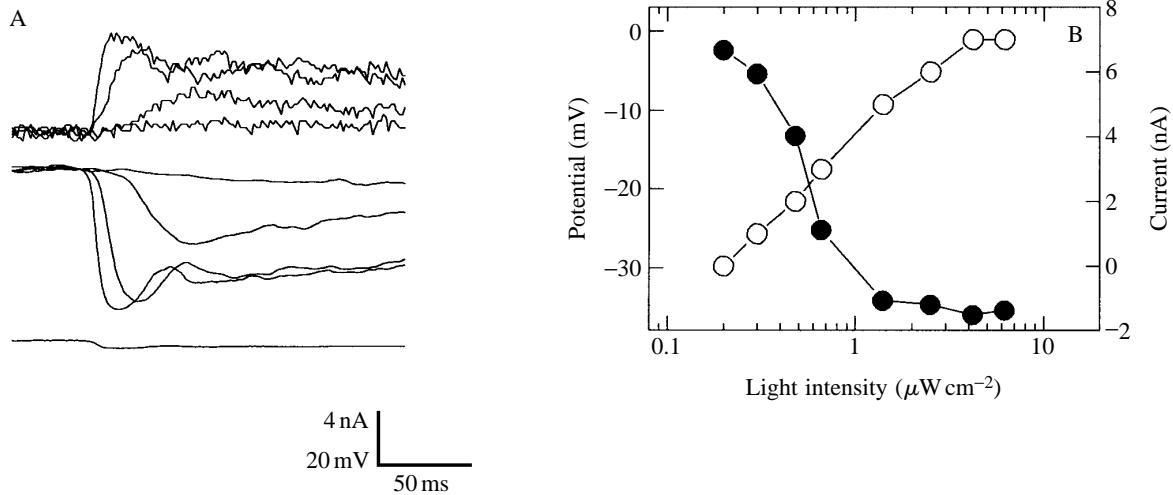 A
4 nA
20 mV
50 ms
B
Potential (mV)
0
−10
−20
−30
8
6
4
2
0
−2
Current (nA)
0.1
1
10
Light intensity (μW cm−2)